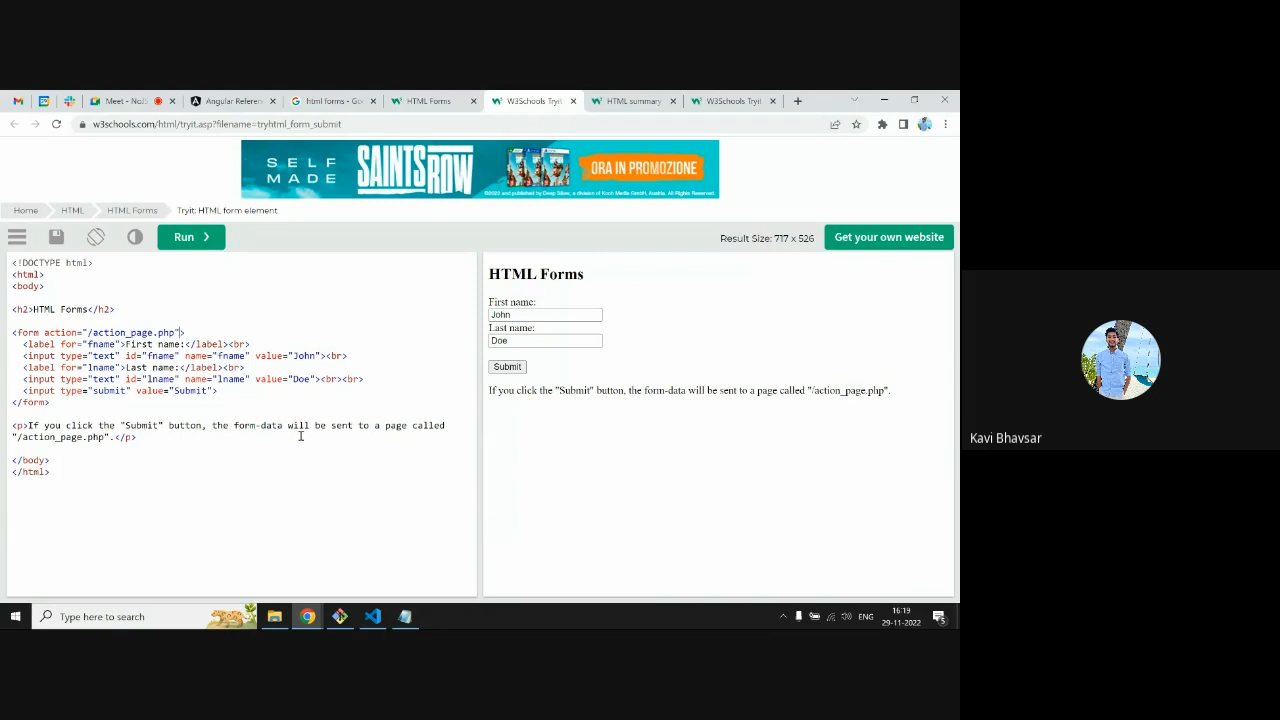 Meet - NoJS
Angular Referen
html forms - Goo
HTML Forms
W3Schools Tryit
HTML summary
W3Schools Tryit
w3schools.com/html/tryit.asp?filename=tryhtml_form_submit
SELF MADE
SAINTS ROW
ORA IN PROMOZIONE
Home
HTML
HTML Forms
Tryit: HTML form element
Run
Result Size: 717 x 526
Get your own website
<!DOCTYPE html>
<html>
<body>
<h2>HTML Forms</h2>
<form action="/action_page.php">
<label for="fname">First name:</label><br>
<input type="text" id="fname" name="fname" value="John"><br>
<label for="lname">Last name:</label><br>
<input type="text" id="lname" name="lname" value="Doe"><br><br>
<input type="submit" value="Submit">
</form>
<p>If you click the "Submit" button, the form-data will be sent to a page called
"/action_page.php".</p>
</body>
</html>
HTML Forms
First name:
John
Last name:
Doe
Submit
If you click the "Submit" button, the form-data will be sent to a page called "/action_page.php".
Kavi Bhavsar
Type here to search
ENG
16:19
29-11-2022